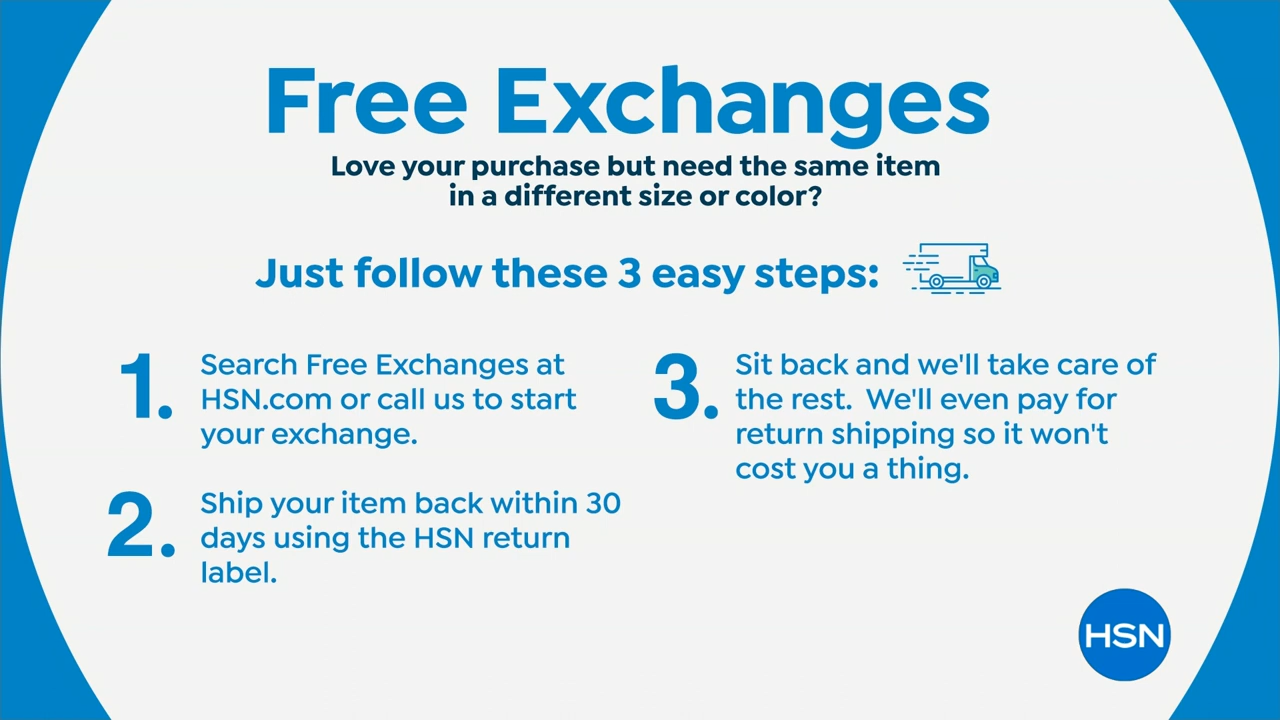 Free Exchanges
Love your purchase but need the same item
in a different size or color?
Just follow these 3 easy steps:
1. Search Free Exchanges at
HSN.com or call us to start
your exchange.
2. Ship your item back within 30
days using the HSN return
label.
3. Sit back and we'll take care of
the rest.  We'll even pay for
return shipping so it won't
cost you a thing.
HSN